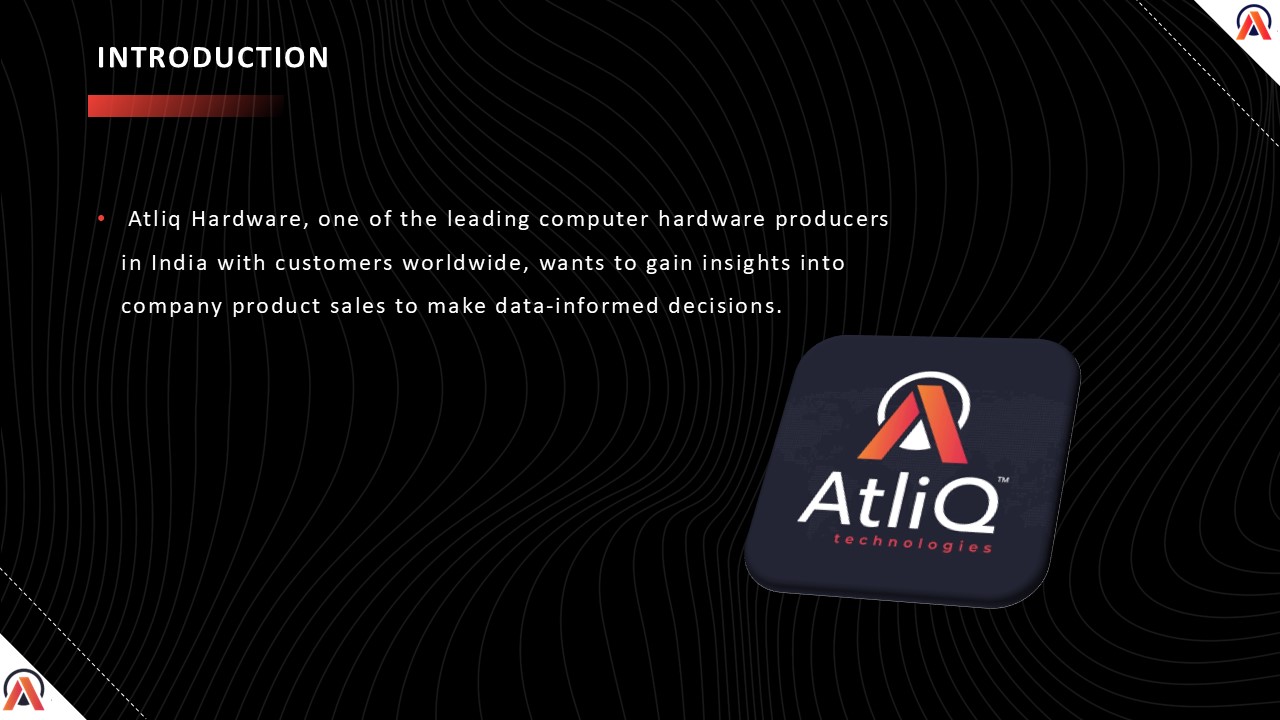 INTRODUCTION
• Atliq Hardware, one of the leading computer hardware producers
in India with customers worldwide, wants to gain insights into
company product sales to make data-informed decisions.
AtliQ™
technologies